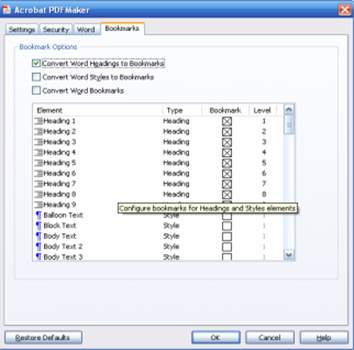 Acrobat PDFMaker
Settings Security Word Bookmarks
Bookmark Options
Convert Word Headings to Bookmarks
Convert Word Styles to Bookmarks
Convert Word Bookmarks
Element Type Bookmark Level
Heading 1 Heading 1
Heading 2 Heading 2
Heading 3 Heading 3
Heading 4 Heading 4
Heading 5 Heading 5
Heading 6 Heading 6
Heading 7 Heading 7
Heading 8 Heading 8
Heading 9
Configure bookmarks for Headings and Styles elements
Balloon Text Style
Block Text Style 1
Body Text Style 1
Body Text 2 Style 1
Body Text 3 Style 1
Restore Defaults OK Cancel Help